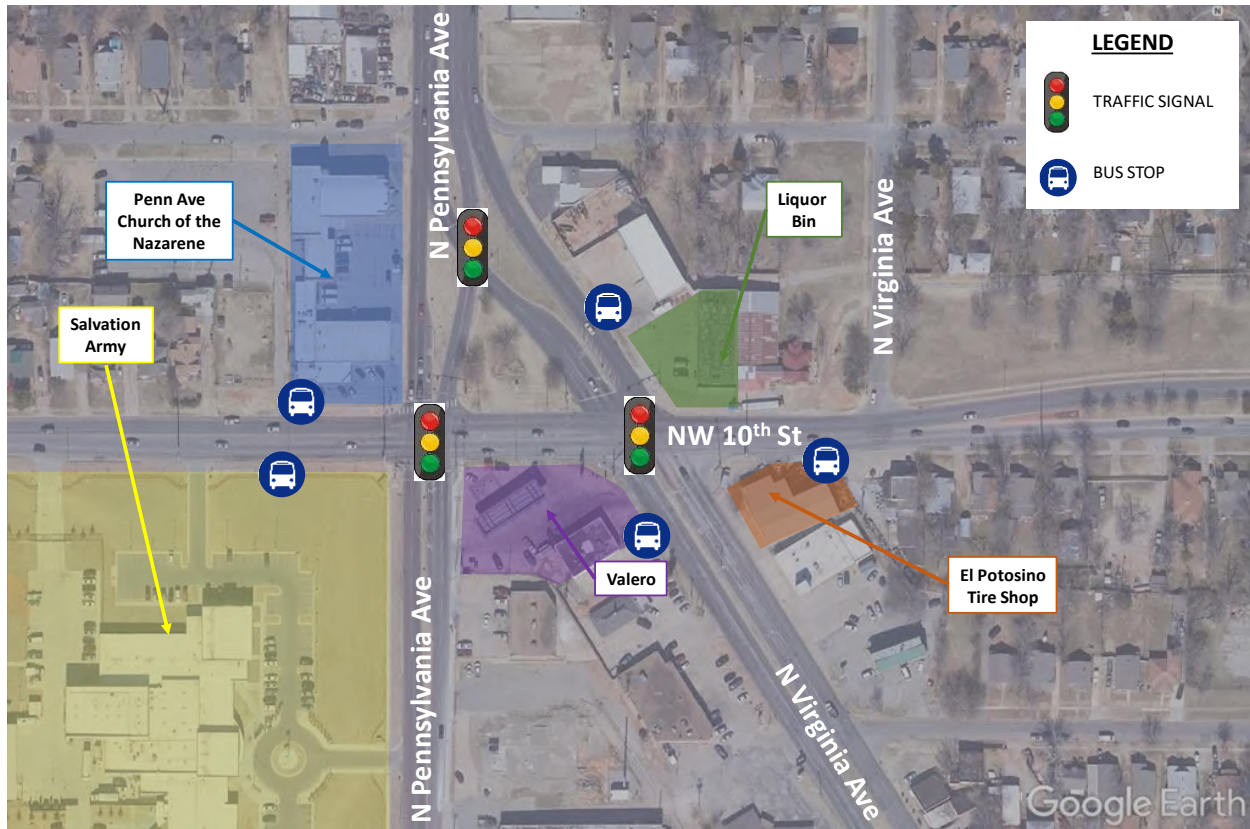 LEGEND
TRAFFIC SIGNAL
BUS STOP
N Pennsylvania Ave
Penn Ave
Church of the
Nazarene
Liquor
Bin
N Virginia Ave
Salvation
Army
NW 10th St
Valero
El Potosino
Tire Shop
N Pennsylvania Ave
N Virginia Ave
Google Earth
N